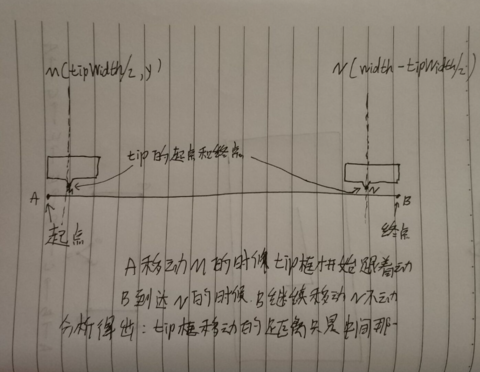 M(tipWidth/2, y)
N(width-tipWidth/2)
tip的起点和终点
M
N
A
B
起点
终点
A移动M的时候tip框开始跟着动
B到达N的时候.B继续移动N不动
分析得出：tip框移动的距离只是中间那一